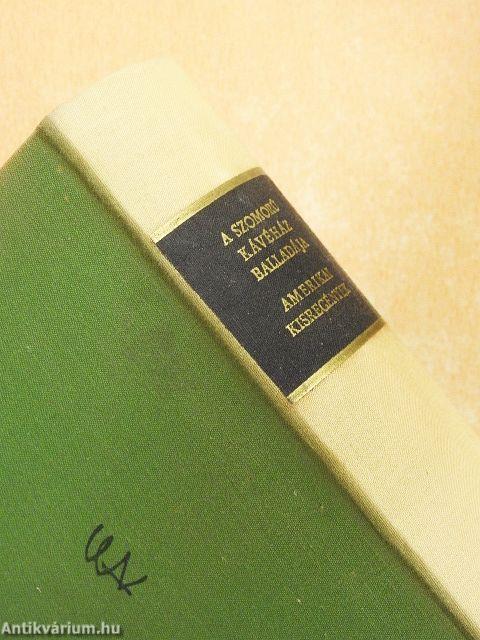 A SZOMORÚ
KÁVÉHÁZ
BALLADÁJA
AMERIKAI
KISREGÉNYEK
Antikvárium.hu